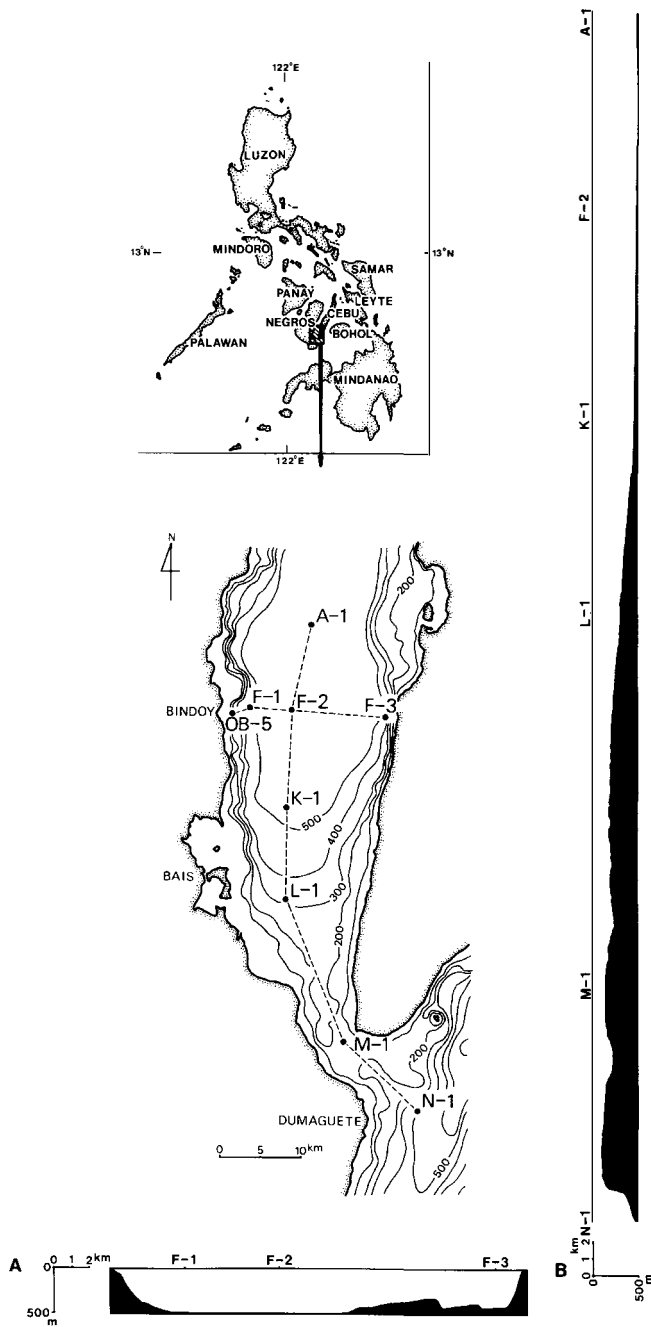 122°E
LUZON
13°N
13°N
MINDORO
SAMAR
PANAY
LEYTE
CEBU
NEGROS
BOHOL
PALAWAN
MINDANAO
122°E
N
200
A-1
F-1
F-2
F-3
BINDOY
OB-5
K-1
500
400
BAIS
L-1
300
200
M-1
200
N-1
DUMAGUETE
0 5 10 km
500
A
0 1 2 km
F-1
F-2
F-3
0
500
m
A-1
F-2
K-1
L-1
M-1
N-1
B
0 1 2
km
0 500 m